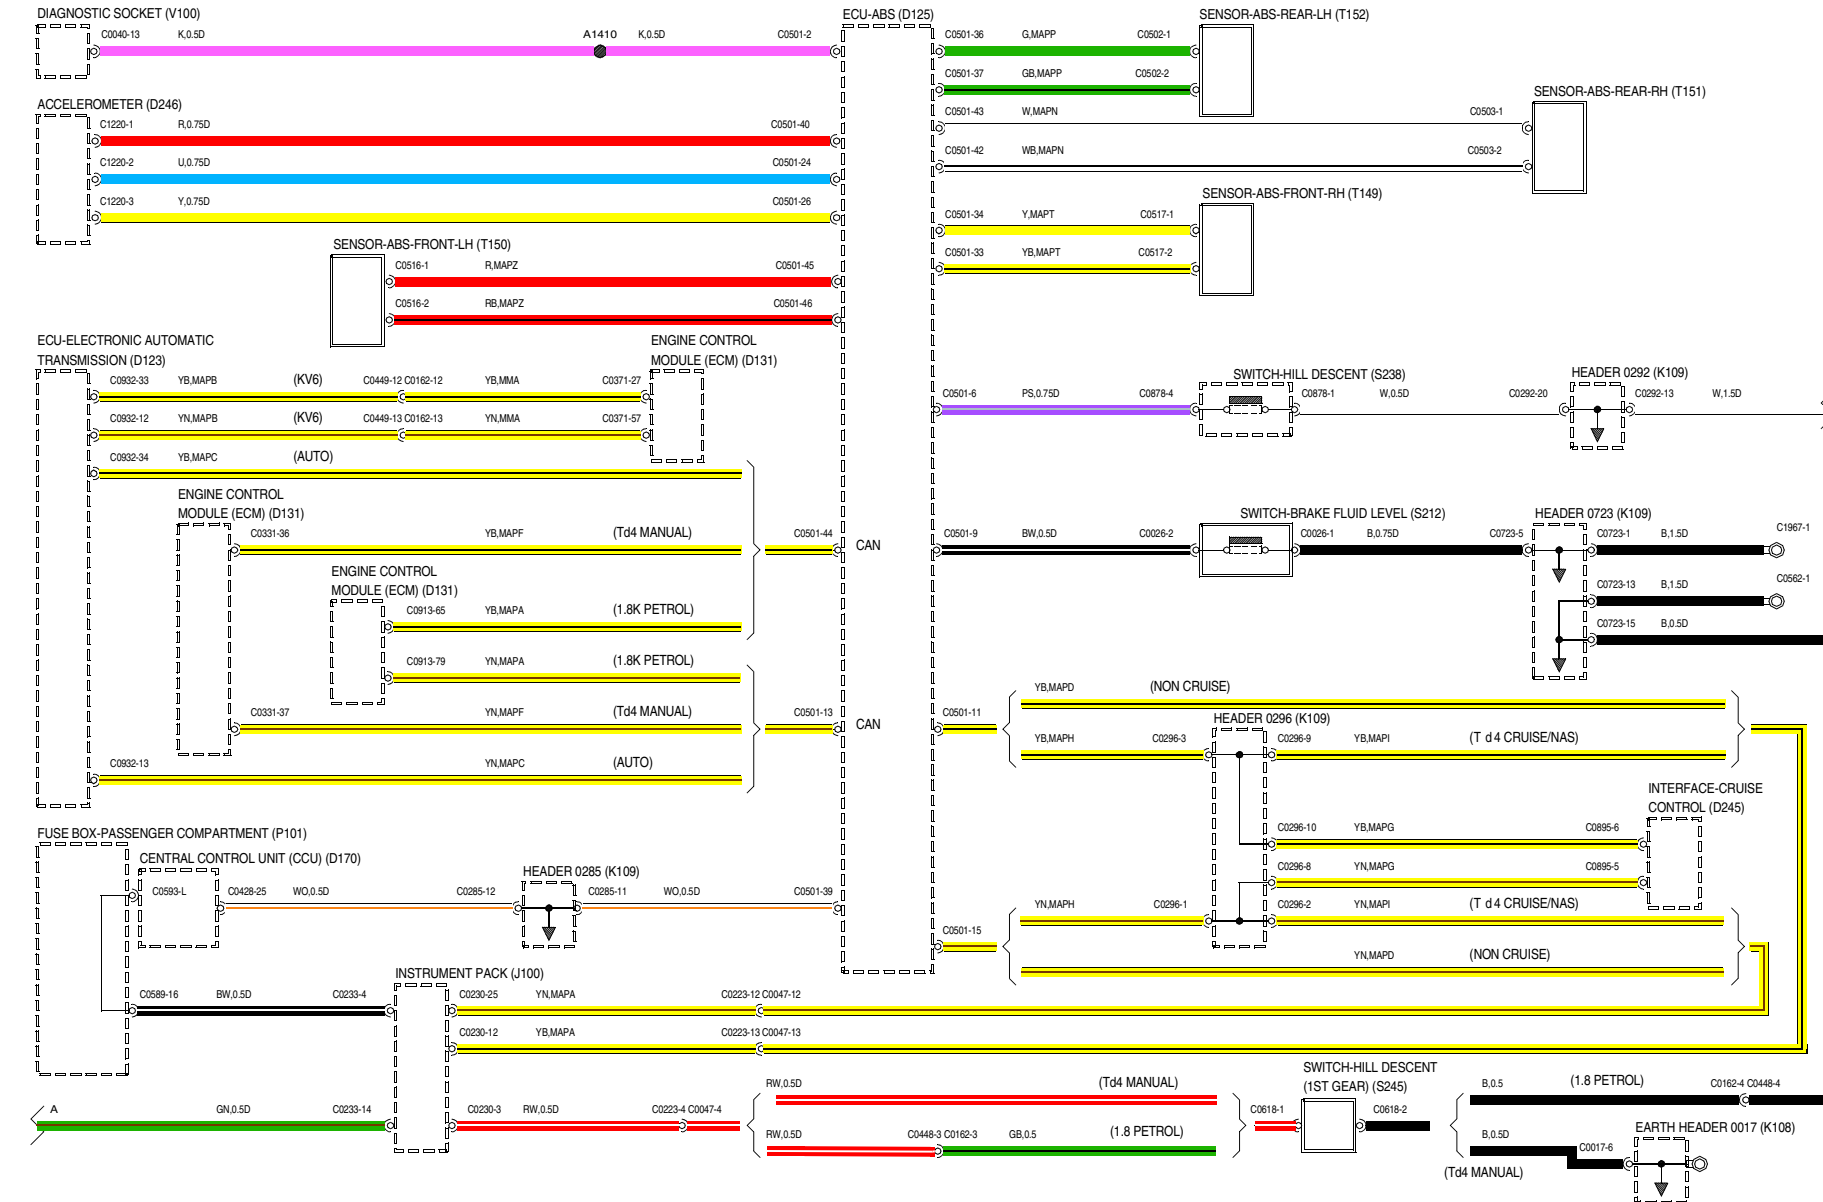 DIAGNOSTIC SOCKET (V100)
C0040-13 K,0.5D A1410 K,0.5D C0501-2
ECU-ABS (D125)
SENSOR-ABS-REAR-LH (T152)
C0501-36 G,MAPP C0502-1
C0501-37 GB,MAPP C0502-2
SENSOR-ABS-REAR-RH (T151)
C0501-43 W,MAPN C0503-1
C0501-42 WB,MAPN C0503-2
ACCELEROMETER (D246)
C1220-1 R,0.75D C0501-40
C1220-2 U,0.75D C0501-24
C1220-3 Y,0.75D C0501-26
SENSOR-ABS-FRONT-RH (T149)
C0501-34 Y,MAPT C0517-1
C0501-33 YB,MAPT C0517-2
SENSOR-ABS-FRONT-LH (T150)
C0516-1 R,MAPZ C0501-45
C0516-2 RB,MAPZ C0501-46
ECU-ELECTRONIC AUTOMATIC
TRANSMISSION (D123)
ENGINE CONTROL
MODULE (ECM) (D131)
C0932-33 YB,MAPB (KV6) C0449-12 C0162-12 YB,MMA C0371-27
C0932-12 YN,MAPB (KV6) C0449-13 C0162-13 YN,MMA C0371-57
C0932-34 YB,MAPC (AUTO)
SWITCH-HILL DESCENT (S238)
HEADER 0292 (K109)
C0501-6 PS,0.75D C0878-4 C0878-1 W,0.5D C0292-20 C0292-13 W,1.5D
ENGINE CONTROL
MODULE (ECM) (D131)
C0331-36 YB,MAPF (Td4 MANUAL) C0501-44 CAN
SWITCH-BRAKE FLUID LEVEL (S212)
HEADER 0723 (K109)
C0501-9 BW,0.5D C0026-2 C0026-1 B,0.75D C0723-5 C0723-1 B,1.5D C1967-1
C0723-13 B,1.5D C0562-1
C0723-15 B,0.5D
ENGINE CONTROL
MODULE (ECM) (D131)
C0913-65 YB,MAPA (1.8K PETROL)
C0913-79 YN,MAPA (1.8K PETROL)
C0331-37 YN,MAPF (Td4 MANUAL) C0501-13 CAN
C0932-13 YN,MAPC (AUTO)
C0501-11 YB,MAPD (NON CRUISE)
HEADER 0296 (K109)
YB,MAPH C0296-3 C0296-9 YB,MAPI (T d4 CRUISE/NAS)
INTERFACE-CRUISE
CONTROL (D245)
C0296-10 YB,MAPG C0895-6
C0296-8 YN,MAPG C0895-5
YN,MAPH C0296-1 C0296-2 YN,MAPI (T d4 CRUISE/NAS)
C0501-15
YN,MAPD (NON CRUISE)
FUSE BOX-PASSENGER COMPARTMENT (P101)
CENTRAL CONTROL UNIT (CCU) (D170)
HEADER 0285 (K109)
C0593-L C0428-25 WO,0.5D C0285-12 C0285-11 WO,0.5D C0501-39
INSTRUMENT PACK (J100)
C0589-16 BW,0.5D C0233-4 C0230-25 YN,MAPA C0223-12 C0047-12
C0230-12 YB,MAPA C0223-13 C0047-13
SWITCH-HILL DESCENT
(1ST GEAR) (S245)
A GN,0.5D C0233-14 C0230-3 RW,0.5D C0223-4 C0047-4
RW,0.5D (Td4 MANUAL)
RW,0.5D C0448-3 C0162-3 GB,0.5 (1.8 PETROL)
C0618-1 C0618-2
B,0.5 (1.8 PETROL) C0162-4 C0448-4
EARTH HEADER 0017 (K108)
B,0.5D C0017-6
(Td4 MANUAL)